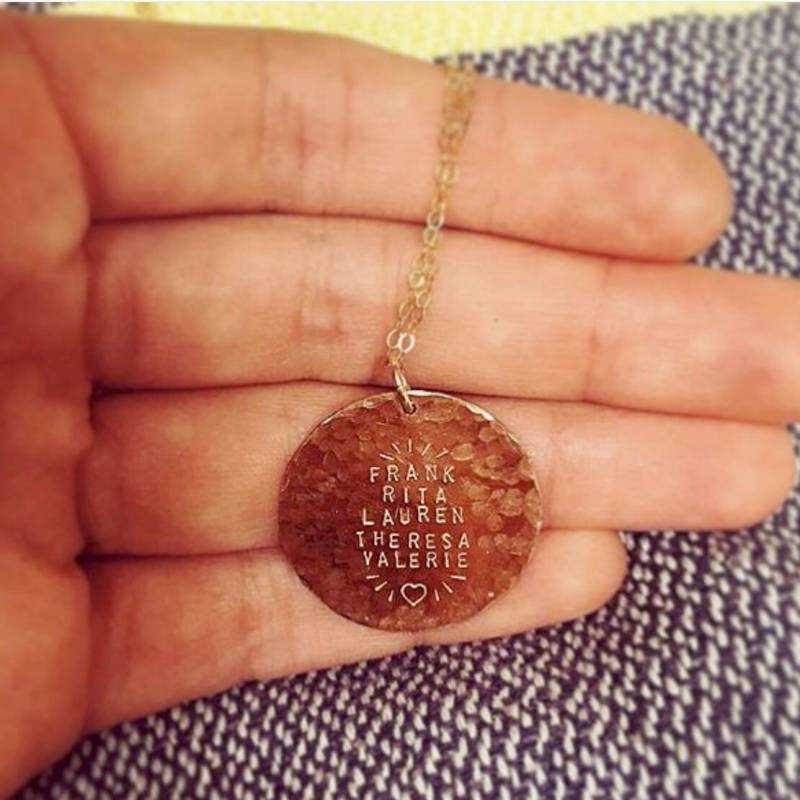 FRANK
RITA
LAUREN
THERESA
VALERIE